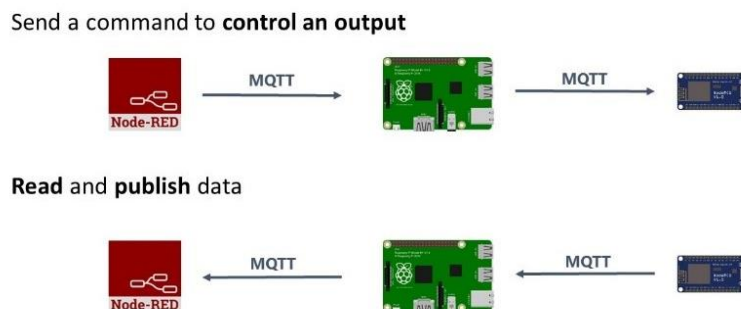 Send a command to control an output
MQTT
MQTT
Node-RED
Read and publish data
MQTT
MQTT
Node-RED